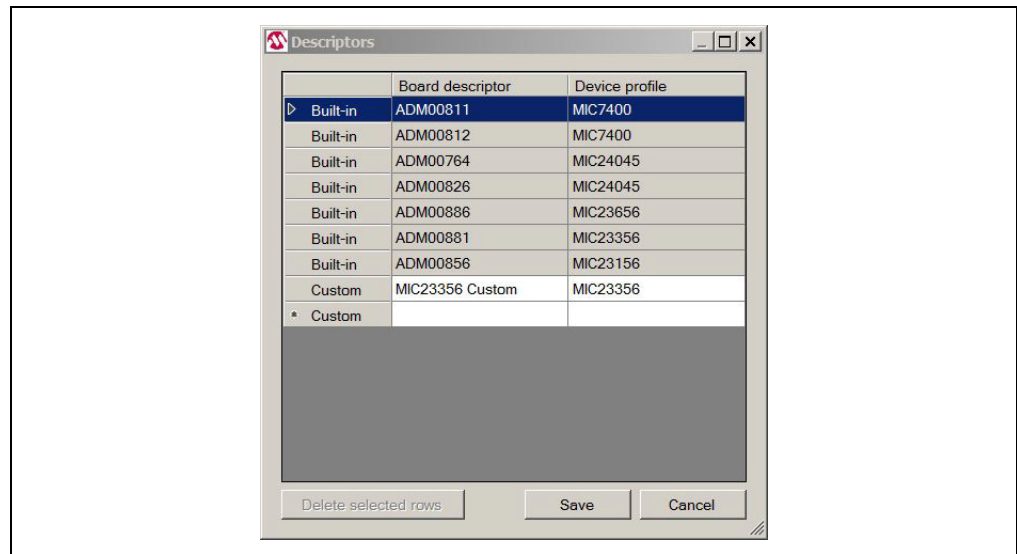 Descriptors
Board descriptor Device profile
Built-in ADM00811 MIC7400
Built-in ADM00812 MIC7400
Built-in ADM00764 MIC24045
Built-in ADM00826 MIC24045
Built-in ADM00886 MIC23656
Built-in ADM00881 MIC23356
Built-in ADM00856 MIC23156
Custom MIC23356 Custom MIC23356
Custom
Delete selected rows Save Cancel